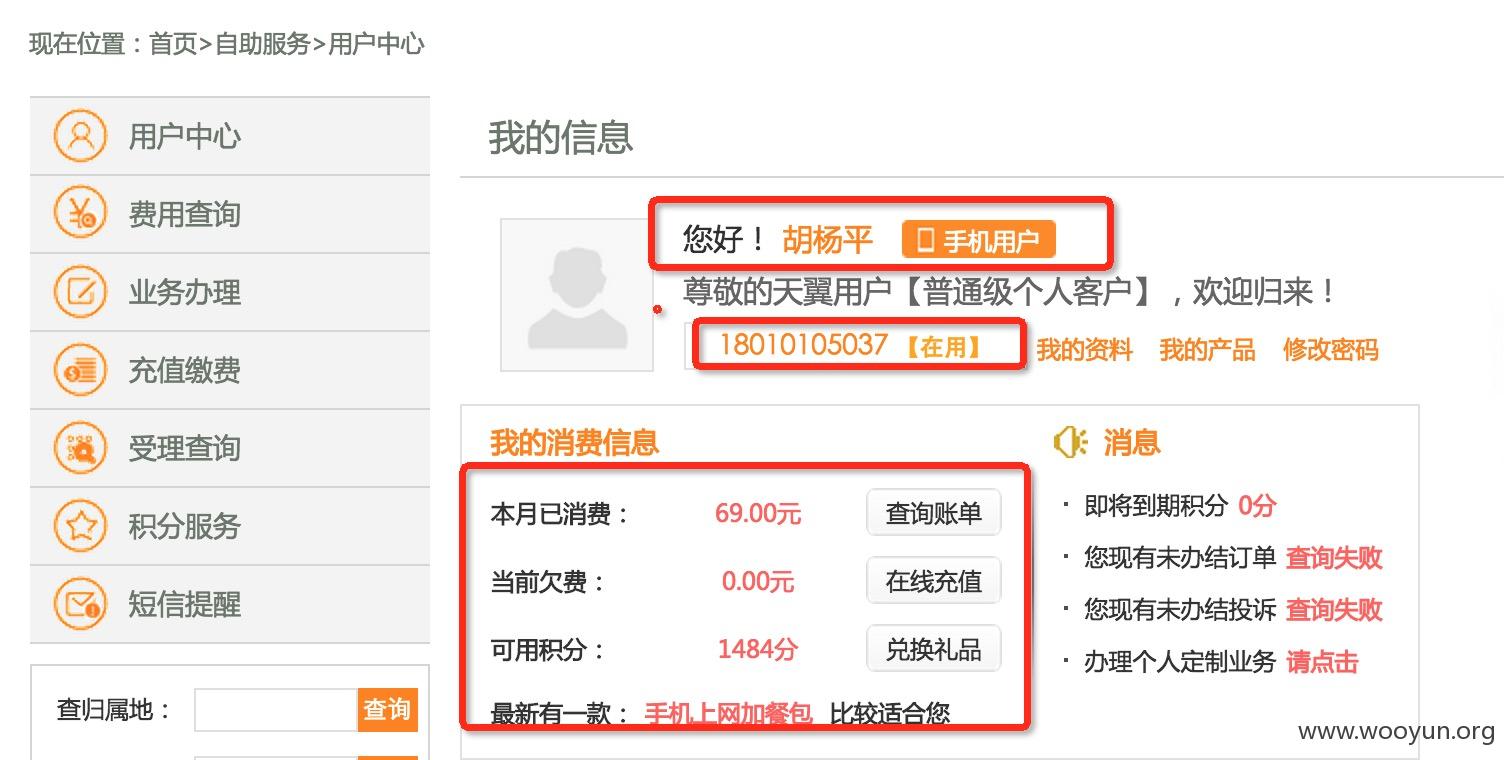 现在位置：首页>自助服务>用户中心
用户中心
费用查询
业务办理
充值缴费
受理查询
积分服务
短信提醒
查归属地： 查询
我的信息
您好！ 胡杨平 手机用户
尊敬的天翼用户【普通级个人客户】，欢迎归来！
18010105037 【在用】 我的资料 我的产品 修改密码
我的消费信息
本月已消费： 69.00元 查询账单
当前欠费： 0.00元 在线充值
可用积分： 1484分 兑换礼品
最新有一款： 手机上网加餐包 比较适合您
消息
· 即将到期积分 0分
· 您现有未办结订单 查询失败
· 您现有未办结投诉 查询失败
· 办理个人定制业务 请点击
www.wooyun.org